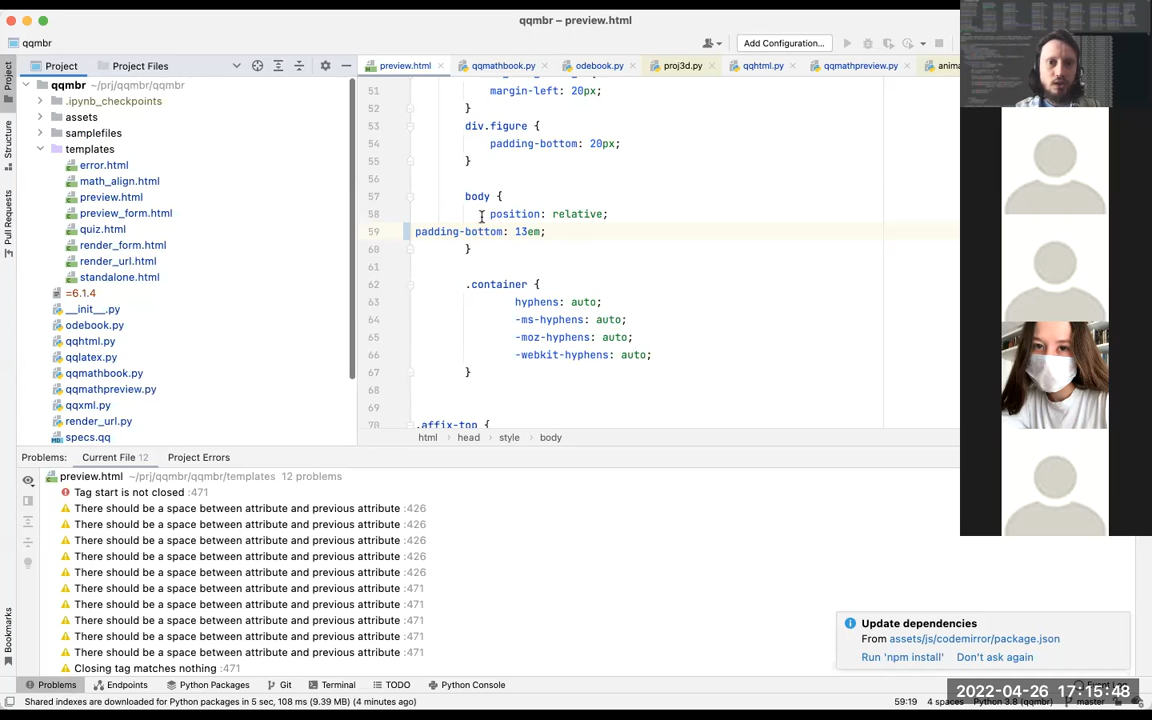 qqmbr – preview.html
qqmbr
Add Configuration...
Project
Project Files
preview.html
qqmathbook.py
odebook.py
proj3d.py
qqhtml.py
qqmathpreview.py
anima
Project
Structure
Pull Requests
Bookmarks
qqmbr ~/prj/qqmbr/qqmbr
.ipynb_checkpoints
assets
samplefiles
templates
error.html
math_align.html
preview.html
preview_form.html
quiz.html
render_form.html
render_url.html
standalone.html
=6.1.4
__init__.py
odebook.py
qqhtml.py
qqlatex.py
qqmathbook.py
qqmathpreview.py
qqxml.py
render_url.py
specs.qq
51 margin-left: 20px;
52 }
53 div.figure {
54 padding-bottom: 20px;
55 }
56
57 body {
58 position: relative;
59 padding-bottom: 13em;
60 }
61
62 .container {
63 hyphens: auto;
64 -ms-hyphens: auto;
65 -moz-hyphens: auto;
66 -webkit-hyphens: auto;
67 }
68
69
70 .affix-top {
html head style body
Problems: Current File 12 Project Errors
preview.html ~/prj/qqmbr/qqmbr/templates 12 problems
Tag start is not closed :471
There should be a space between attribute and previous attribute :426
There should be a space between attribute and previous attribute :426
There should be a space between attribute and previous attribute :426
There should be a space between attribute and previous attribute :426
There should be a space between attribute and previous attribute :426
There should be a space between attribute and previous attribute :471
There should be a space between attribute and previous attribute :471
There should be a space between attribute and previous attribute :471
There should be a space between attribute and previous attribute :471
There should be a space between attribute and previous attribute :471
Closing tag matches nothing :471
Update dependencies
From assets/js/codemirror/package.json
Run 'npm install' Don't ask again
Problems Endpoints Python Packages Git Terminal TODO Python Console
2022-04-26 17:15:48
Shared indexes are downloaded for Python packages in 5 sec, 108 ms (9.39 MB) (4 minutes ago)
59:19 4 spaces Python 3.8 (qqmbr) master